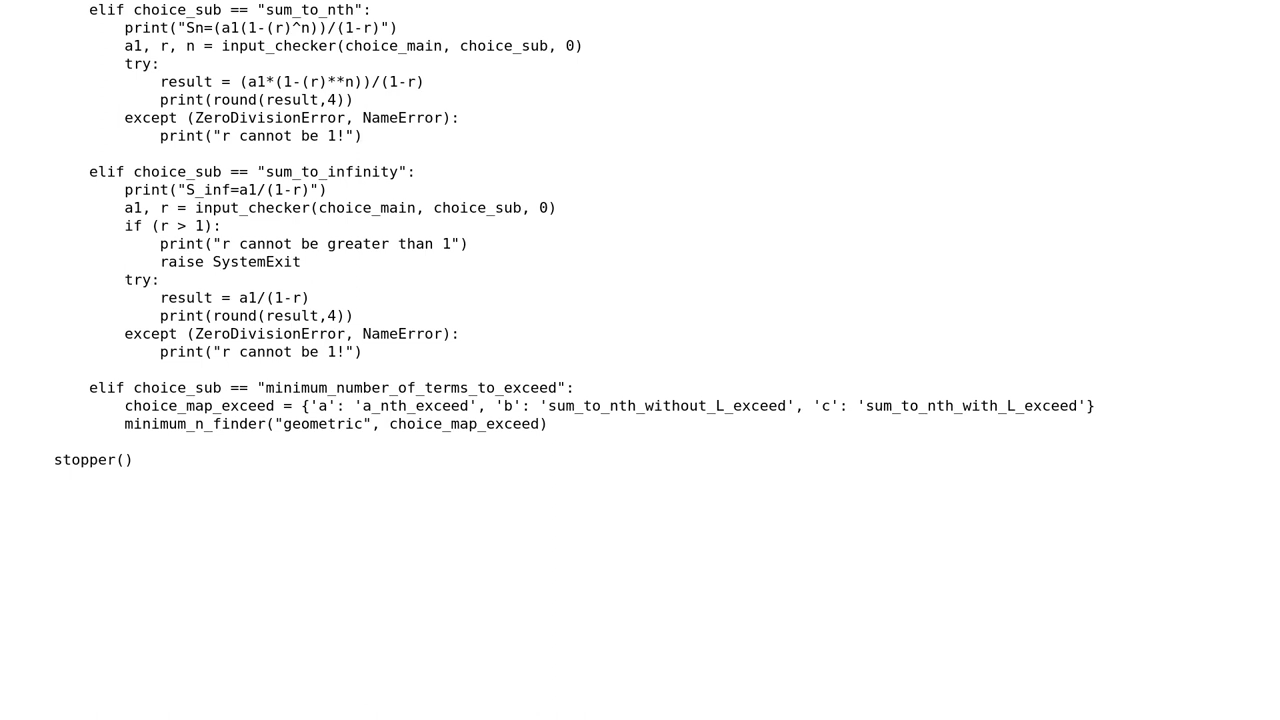 elif choice_sub == "sum_to_nth":
        print("Sn=(a1(1-(r)^n))/(1-r)")
        a1, r, n = input_checker(choice_main, choice_sub, 0)
        try:
            result = (a1*(1-(r)**n))/(1-r)
            print(round(result,4))
        except (ZeroDivisionError, NameError):
            print("r cannot be 1!")

    elif choice_sub == "sum_to_infinity":
        print("S_inf=a1/(1-r)")
        a1, r = input_checker(choice_main, choice_sub, 0)
        if (r > 1):
            print("r cannot be greater than 1")
            raise SystemExit
        try:
            result = a1/(1-r)
            print(round(result,4))
        except (ZeroDivisionError, NameError):
            print("r cannot be 1!")

    elif choice_sub == "minimum_number_of_terms_to_exceed":
        choice_map_exceed = {'a': 'a_nth_exceed', 'b': 'sum_to_nth_without_L_exceed', 'c': 'sum_to_nth_with_L_exceed'}
        minimum_n_finder("geometric", choice_map_exceed)

stopper()